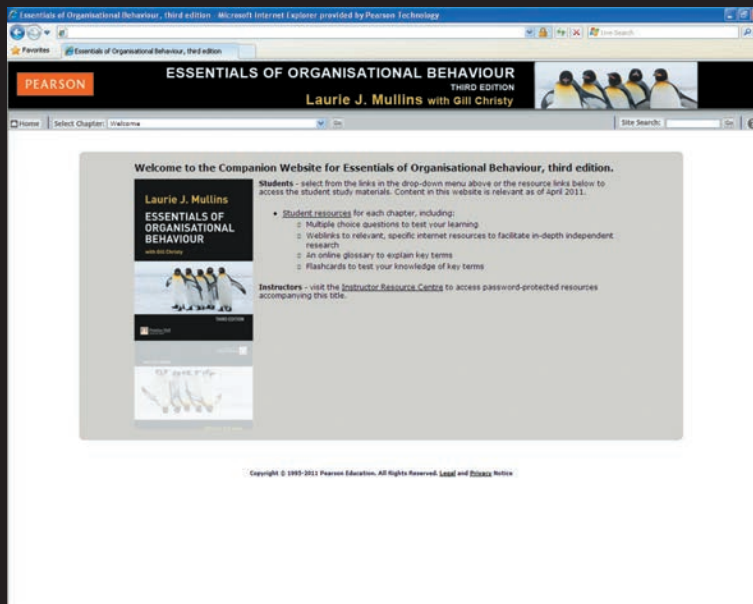 Essentials of Organisational Behaviour, third edition - Microsoft Internet Explorer provided by Pearson Technology
Live Search
Favorites
Essentials of Organisational Behaviour, third edition
PEARSON
ESSENTIALS OF ORGANISATIONAL BEHAVIOUR
THIRD EDITION
Laurie J. Mullins with Gill Christy
Home
Select Chapter: Welcome
Go
Site Search:
Go
Welcome to the Companion Website for Essentials of Organisational Behaviour, third edition.
Laurie J. Mullins
ESSENTIALS OF
ORGANISATIONAL
BEHAVIOUR
with Gill Christy
THIRD EDITION
Students - select from the links in the drop-down menu above or the resource links below to
access the student study materials. Content in this website is relevant as of April 2011.
Student resources for each chapter, including:
Multiple choice questions to test your learning
Weblinks to relevant, specific internet resources to facilitate in-depth independent
research
An online glossary to explain key terms
Flashcards to test your knowledge of key terms
Instructors - visit the Instructor Resource Centre to access password-protected resources
accompanying this title.
Copyright © 1995-2011 Pearson Education. All Rights Reserved. Legal and Privacy Notice